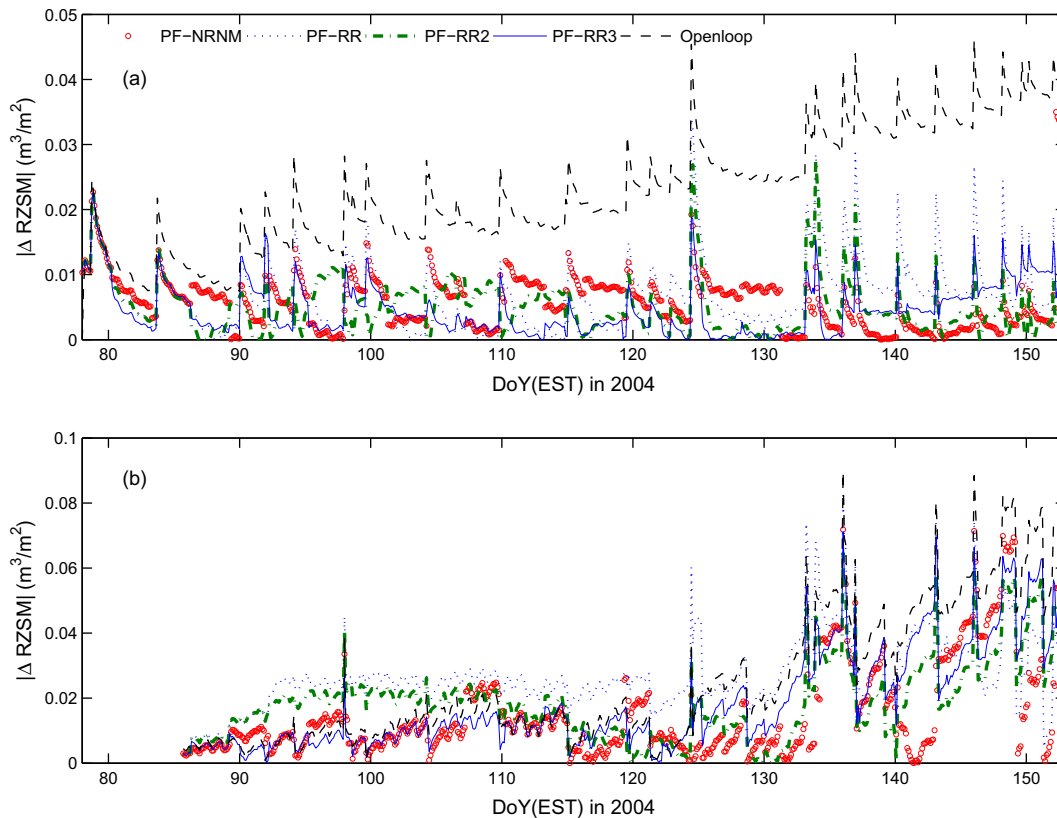 0.05
PF−NRNM PF−RR PF−RR2 PF−RR3 Openloop
0.04
(a)
0.03
0.02
0.01
0
|Δ RZSM| (m³/m²)
80 90 100 110 120 130 140 150
DoY(EST) in 2004
0.1
(b)
0.08
0.06
0.04
0.02
0
|Δ RZSM| (m³/m²)
80 90 100 110 120 130 140 150
DoY(EST) in 2004